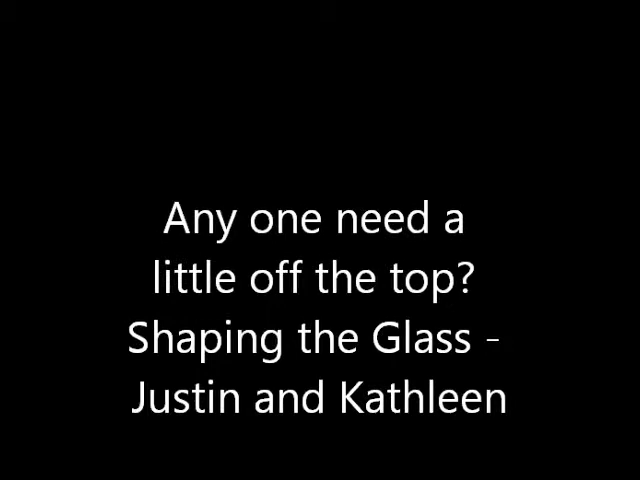 Any one need a
little off the top?
Shaping the Glass -
Justin and Kathleen